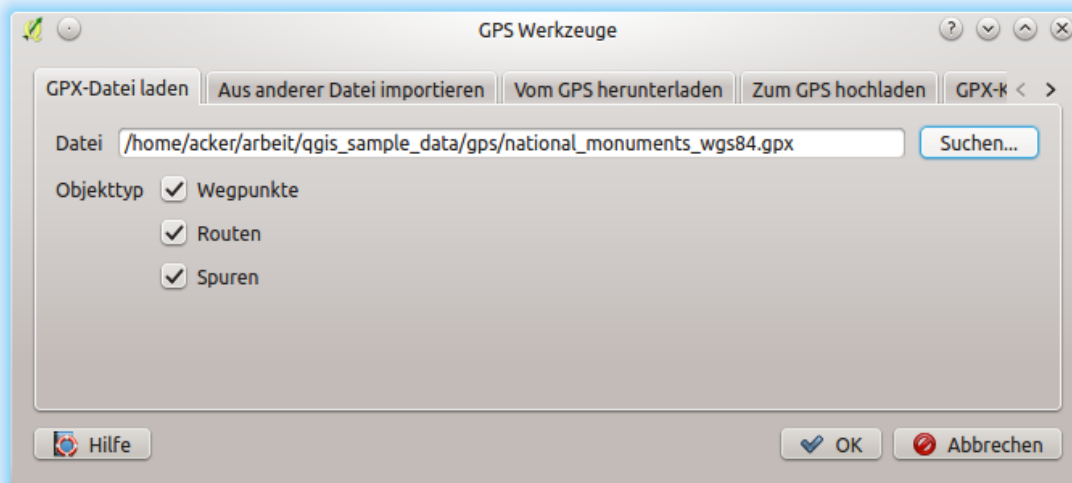 GPS Werkzeuge
GPX-Datei laden Aus anderer Datei importieren Vom GPS herunterladen Zum GPS hochladen GPX-K
Datei /home/acker/arbeit/qgis_sample_data/gps/national_monuments_wgs84.gpx Suchen...
Objekttyp Wegpunkte
Routen
Spuren
Hilfe OK Abbrechen